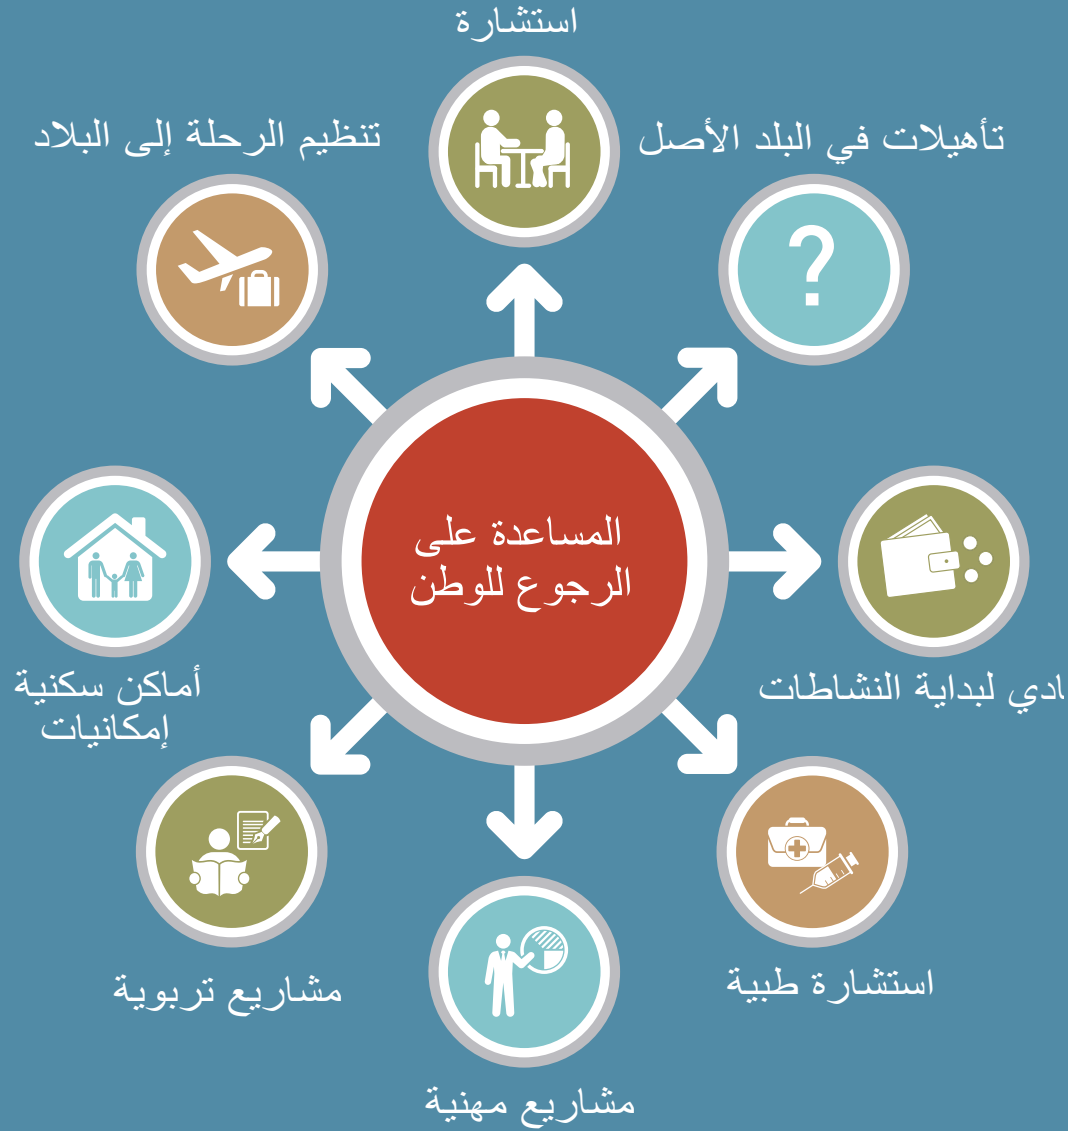 استشارة
تأهيلات في البلد الأصل
تنظيم الرحلة إلى البلاد
?
المساعدة على
الرجوع للوطن
لبداية النشاطات
أماكن سكنية
إمكانيات
استشارة طبية
مشاريع تربوية
مشاريع مهنية